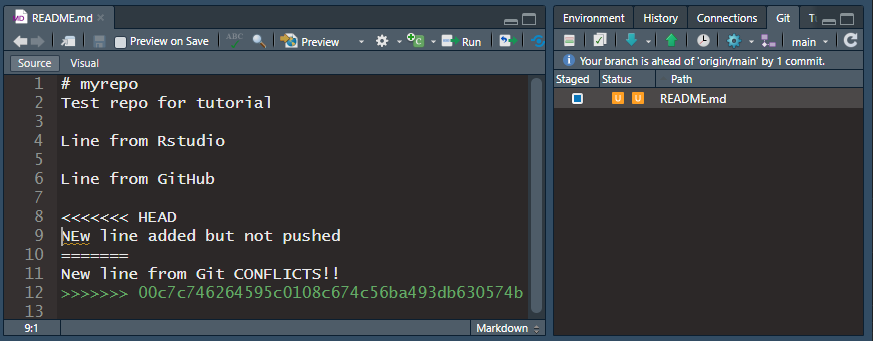 README.md
Preview on Save
ABC
Preview
Run
Source
Visual
1 # myrepo
2 Test repo for tutorial
3
4 Line from Rstudio
5
6 Line from GitHub
7
8 <<<<<<< HEAD
9 NEw line added but not pushed
10 =======
11 New line from Git CONFLICTS!!
12 >>>>>>> 00c7c746264595c0108c674c56ba493db630574b
13
9:1
Markdown
Environment History Connections Git
main
Your branch is ahead of 'origin/main' by 1 commit.
Staged Status Path
U U README.md